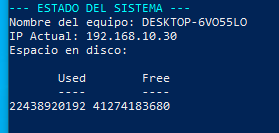 --- ESTADO DEL SISTEMA ---
Nombre del equipo: DESKTOP-6VO55LO
IP Actual: 192.168.10.30
Espacio en disco:
Used Free
---- ----
22438920192 41274183680